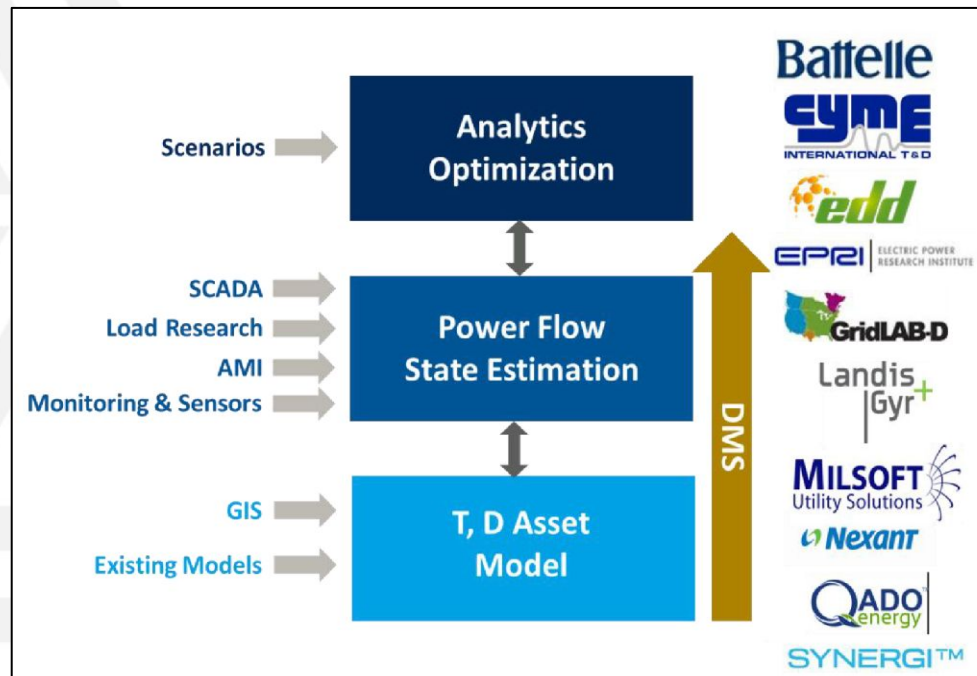 Analytics
Optimization
Scenarios
SCADA
Load Research
AMI
Monitoring & Sensors
Power Flow
State Estimation
GIS
Existing Models
T, D Asset
Model
DMS
Battelle
CYME
INTERNATIONAL T&D
edd
EPRI | ELECTRIC POWER
RESEARCH INSTITUTE
GridLAB-D
Landis
Gyr+
MILSOFT
Utility Solutions
Nexant
QADO
energy
SYNERGI™